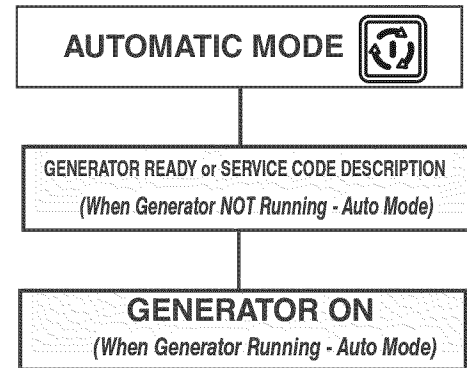 AUTOMATIC MODE
GENERATOR READY or SERVICE CODE DESCRIPTION
(When Generator NOT Running - Auto Mode)
GENERATOR ON
(When Generator Running - Auto Mode)